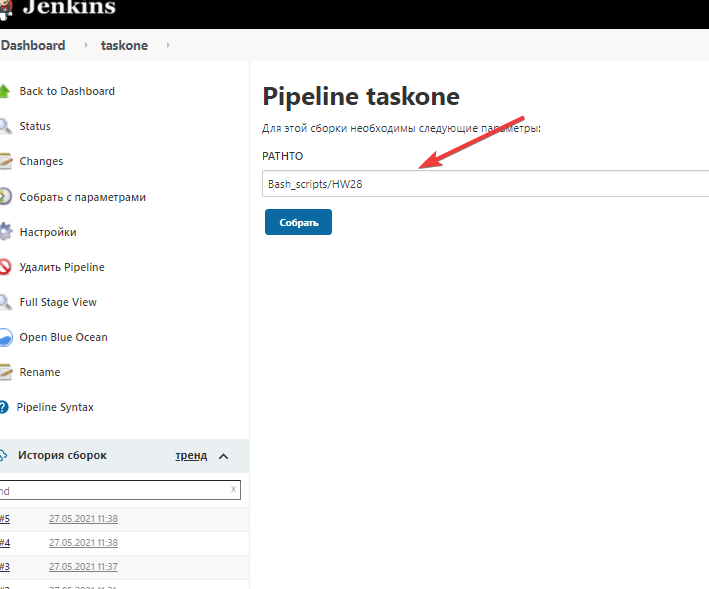 Jenkins
Dashboard
taskone
Back to Dashboard
Status
Changes
Собрать с параметрами
Настройки
Удалить Pipeline
Full Stage View
Open Blue Ocean
Rename
Pipeline Syntax
История сборок тренд
nd x
#5 27.05.2021 11:38
#4 27.05.2021 11:38
#3 27.05.2021 11:37
Pipeline taskone
Для этой сборки необходимы следующие параметры:
PATHTO
Bash_scripts/HW28
Собрать